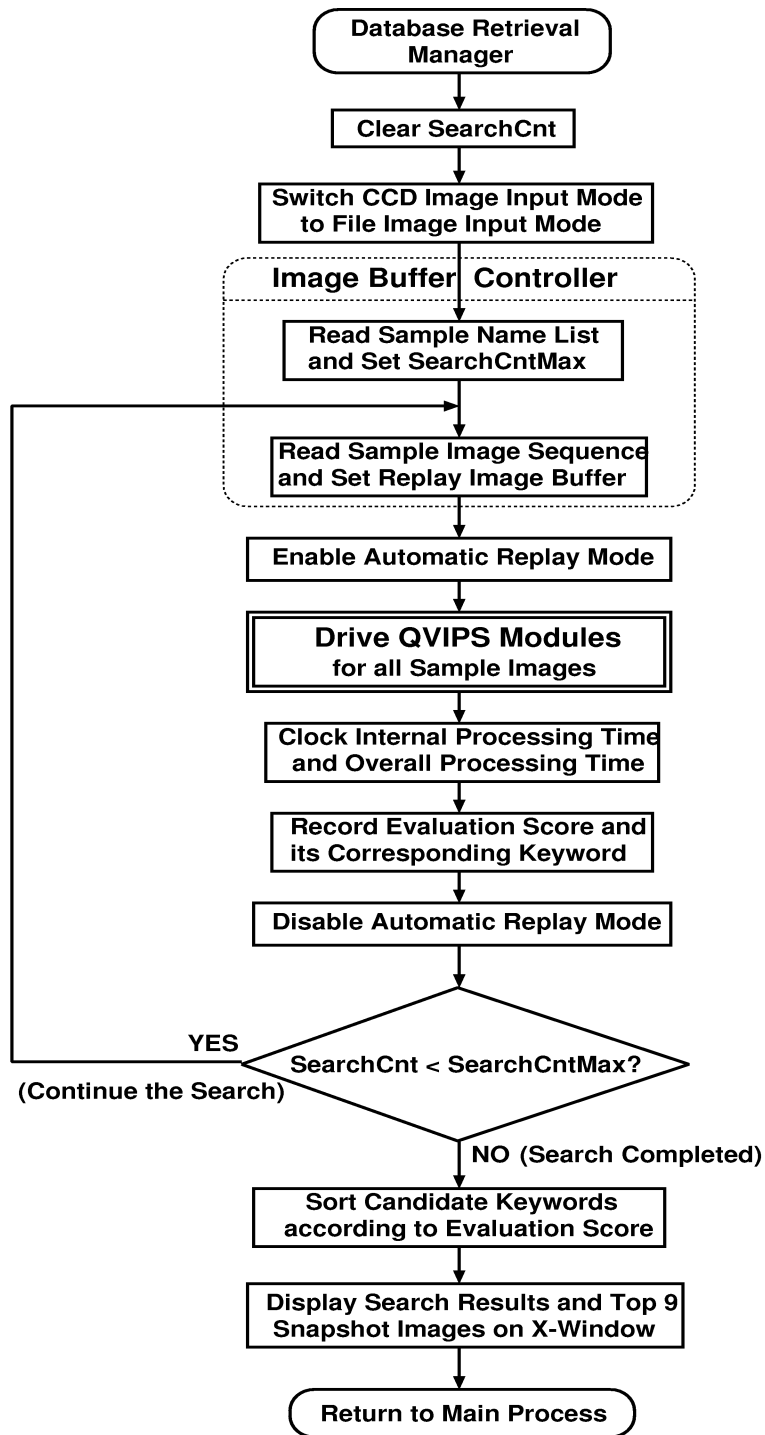 Database Retrieval
Manager
Clear SearchCnt
Switch CCD Image Input Mode
to File Image Input Mode
Image Buffer Controller
Read Sample Name List
and Set SearchCntMax
Read Sample Image Sequence
and Set Replay Image Buffer
Enable Automatic Replay Mode
Drive QVIPS Modules
for all Sample Images
Clock Internal Processing Time
and Overall Processing Time
Record Evaluation Score and
its Corresponding Keyword
Disable Automatic Replay Mode
YES
SearchCnt < SearchCntMax?
(Continue the Search)
NO (Search Completed)
Sort Candidate Keywords
according to Evaluation Score
Display Search Results and Top 9
Snapshot Images on X-Window
Return to Main Process